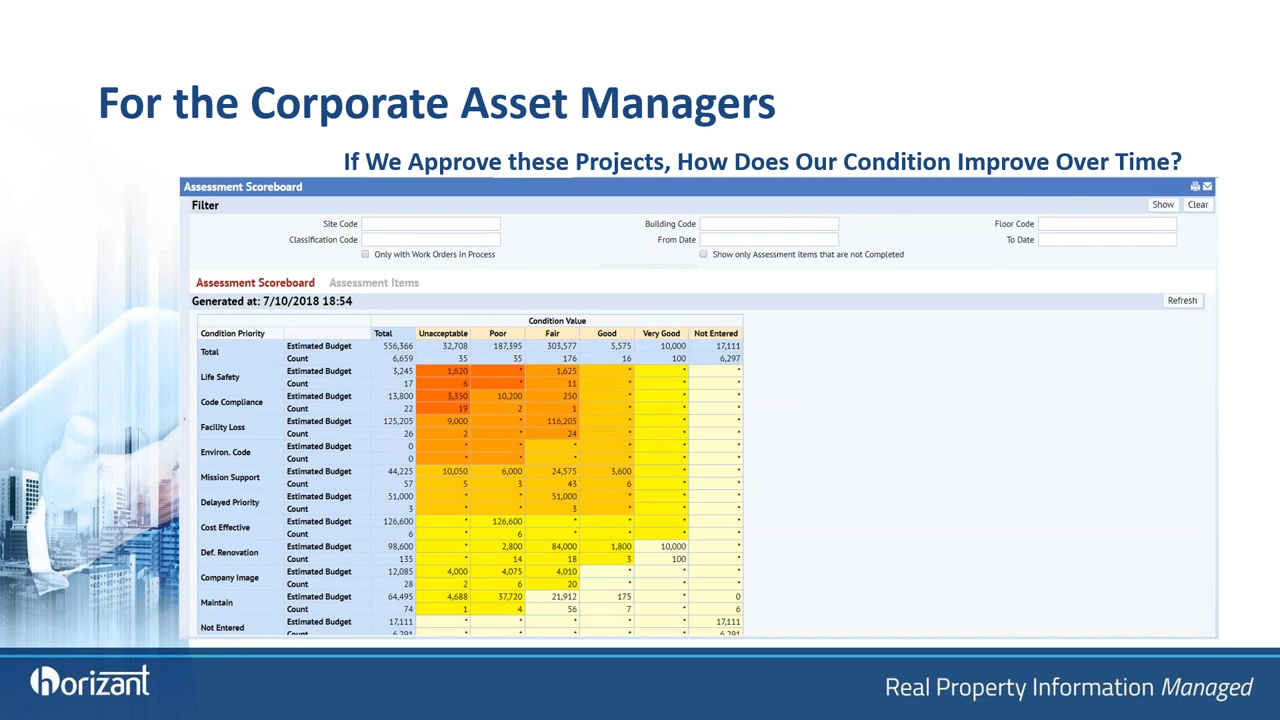 For the Corporate Asset Managers
If We Approve these Projects, How Does Our Condition Improve Over Time?
Assessment Scoreboard
Filter Show Clear
Site Code Building Code Floor Code
Classification Code From Date To Date
Only with Work Orders in Process Show only Assessment Items that are not Completed
Assessment Scoreboard Assessment Items
Generated at: 7/10/2018 18:54 Refresh
Condition Value
Condition Priority Total Unacceptable Poor Fair Good Very Good Not Entered
Total Estimated Budget 556,366 32,708 187,395 303,577 5,575 10,000 17,111
Count 6,659 35 35 176 16 100 6,297
Life Safety Estimated Budget 3,245 1,620 * 1,625 * * *
Count 17 6 * 11 * * *
Code Compliance Estimated Budget 13,800 3,350 10,200 250 * * *
Count 22 19 2 1 * * *
Facility Loss Estimated Budget 125,205 9,000 * 116,205 * * *
Count 26 2 * 24 * * *
Environ. Code Estimated Budget 0 * * * * * *
Count 0 * * * * * *
Mission Support Estimated Budget 44,225 10,050 6,000 24,575 3,600 * *
Count 57 5 3 43 6 * *
Delayed Priority Estimated Budget 51,000 * * 51,000 * * *
Count 3 * * 3 * * *
Cost Effective Estimated Budget 126,600 * 126,600 * * * *
Count 6 * 6 * * * *
Def. Renovation Estimated Budget 98,600 * 2,800 84,000 1,800 10,000 *
Count 135 * 14 18 3 100 *
Company Image Estimated Budget 12,085 4,000 4,075 4,010 * * *
Count 28 2 6 20 * * *
Maintain Estimated Budget 64,495 4,688 37,720 21,912 175 * 0
Count 74 1 4 56 7 * 6
Not Entered Estimated Budget 17,111 * * * * * 17,111
Count 6,291 * * * * * 6,291
horizant
Real Property Information Managed